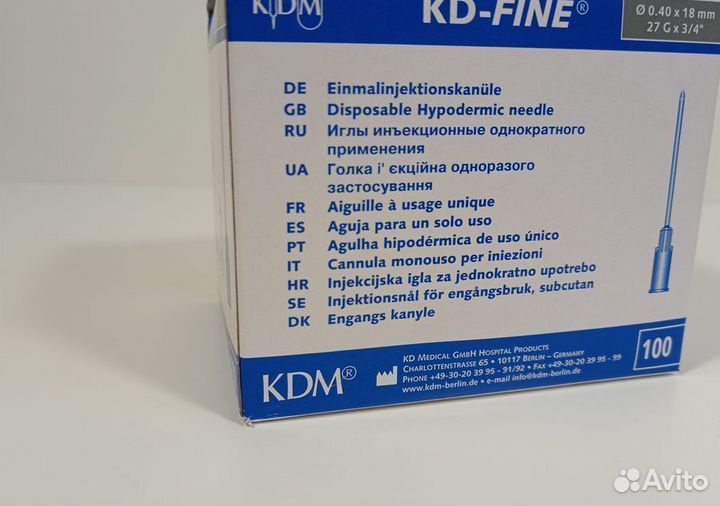 KDM
KD-FINE®
Ø 0.40 x 18 mm
27 G x 3/4"
DE Einmalinjektionskanüle
GB Disposable Hypodermic needle
RU Иглы инъекционные однократного
применения
UA Голка і' єкційна одноразого
застосування
FR Aiguille à usage unique
ES Aguja para un solo uso
PT Agulha hipodérmica de uso único
IT Cannula monouso per iniezioni
HR Injekcijska igla za jednokratno upotrebo
SE Injektionsnål för engångsbruk, subcutan
DK Engangs kanyle
KDM®
KD Medical GmbH Hospital Products
Charlottenstrasse 65 • 10117 Berlin – Germany
Phone +49-30-20 39 95 - 91/92 • Fax +49-30-20 39 95 - 99
www.kdm-berlin.de • e-mail info@kdm-berlin.de
100
Avito